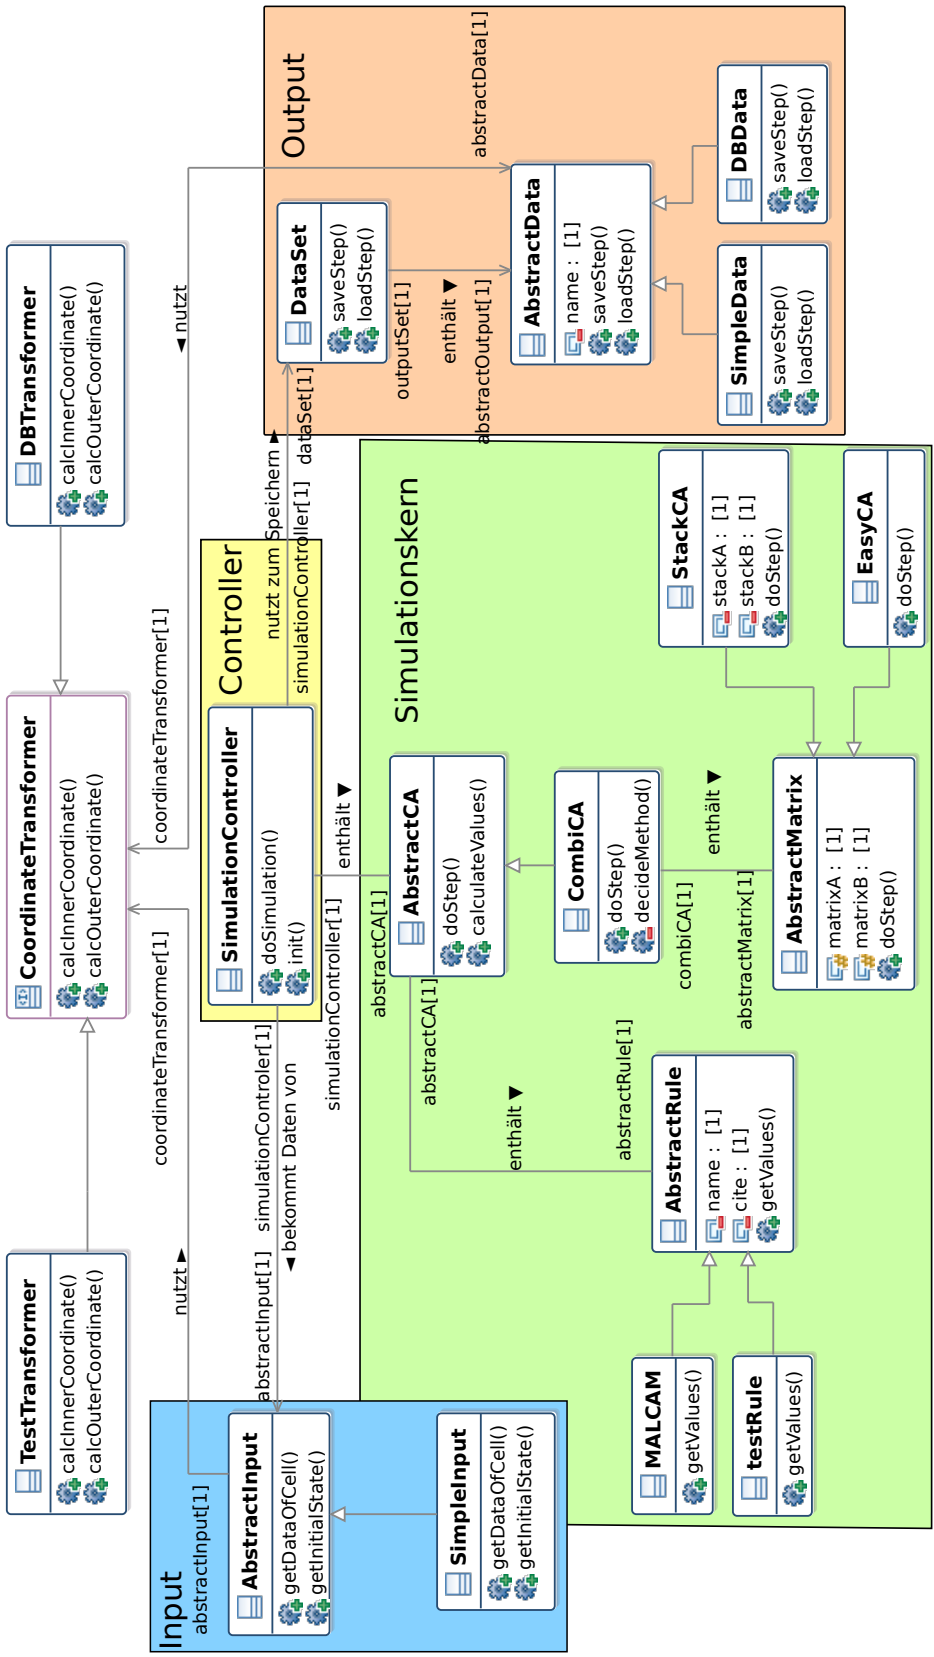 TestTransformer
calcInnerCoordinate()
calcOuterCoordinate()
CoordinateTransformer
calcInnerCoordinate()
calcOuterCoordinate()
DBTransformer
calcInnerCoordinate()
calcOuterCoordinate()
nutzt ►
coordinateTransformer[1]
coordinateTransformer[1]
◄ nutzt
Input
abstractInput[1]
AbstractInput
getDataOfCell()
getInitialState()
SimpleInput
getDataOfCell()
getInitialState()
abstractInput[1]
simulationControler[1]
◄ bekommt Daten von
Controller
SimulationController
doSimulation()
init()
nutzt zum Speichern ►
simulationController[1]
dataSet[1]
simulationController[1]
enthält ▼
abstractCA[1]
Output
DataSet
saveStep()
loadStep()
outputSet[1]
enthält ▼
abstractOutput[1]
abstractData[1]
AbstractData
name : [1]
saveStep()
loadStep()
SimpleData
saveStep()
loadStep()
DBData
saveStep()
loadStep()
Simulationskern
AbstractCA
doStep()
calculateValues()
abstractCA[1]
enthält ▼
abstractRule[1]
CombiCA
doStep()
decideMethod()
combiCA[1]
enthält ▼
abstractMatrix[1]
AbstractRule
name : [1]
cite : [1]
getValues()
MALCAM
getValues()
testRule
getValues()
AbstractMatrix
matrixA : [1]
matrixB : [1]
doStep()
StackCA
stackA : [1]
stackB : [1]
doStep()
EasyCA
doStep()